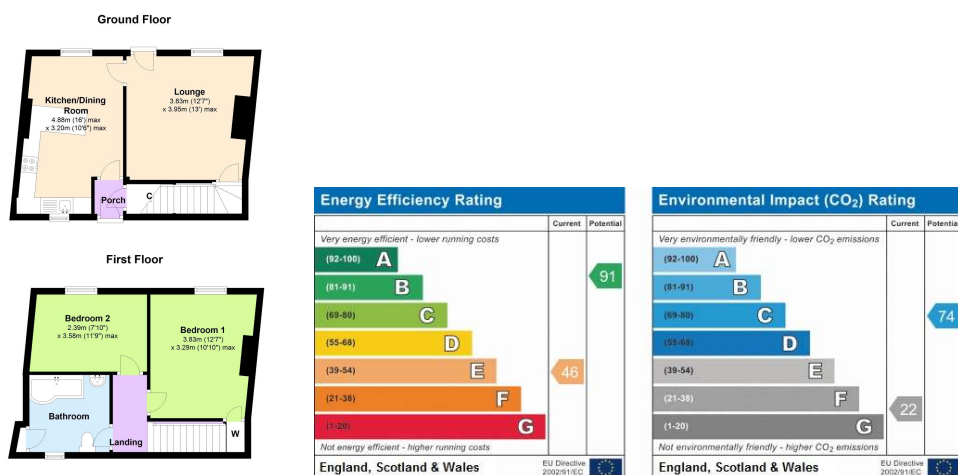 Ground Floor
Kitchen/Dining
Room
4.88m (16') max
x 3.20m (10'6") max
Lounge
3.83m (12'7")
x 3.95m (13') max
Porch
C
First Floor
Bedroom 2
2.39m (7'10")
x 3.58m (11'9") max
Bedroom 1
3.83m (12'7")
x 3.29m (10'10") max
Bathroom
Landing
W
Energy Efficiency Rating
Current Potential
Very energy efficient - lower running costs
(92-100) A
(81-91) B
91
(69-80) C
(55-68) D
(39-54) E
46
(21-38) F
(1-20) G
Not energy efficient - higher running costs
England, Scotland & Wales
EU Directive
2002/91/EC
Environmental Impact (CO2) Rating
Current Potential
Very environmentally friendly - lower CO2 emissions
(92-100) A
(81-91) B
(69-80) C
74
(55-68) D
(39-54) E
(21-38) F
22
(1-20) G
Not environmentally friendly - higher CO2 emissions
England, Scotland & Wales
EU Directive
2002/91/EC